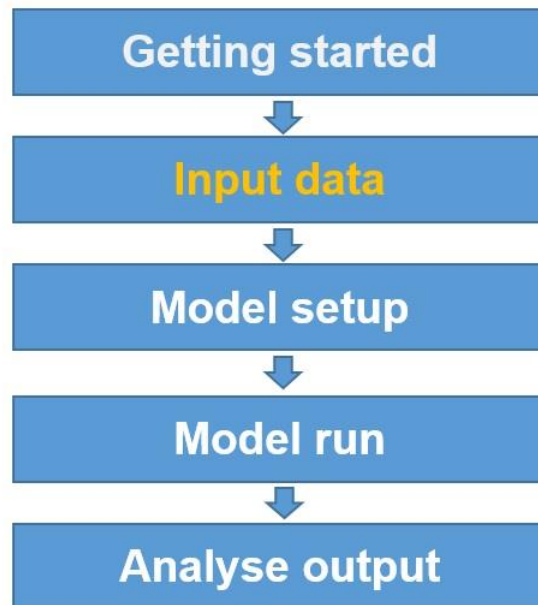 Getting started
Input data
Model setup
Model run
Analyse output